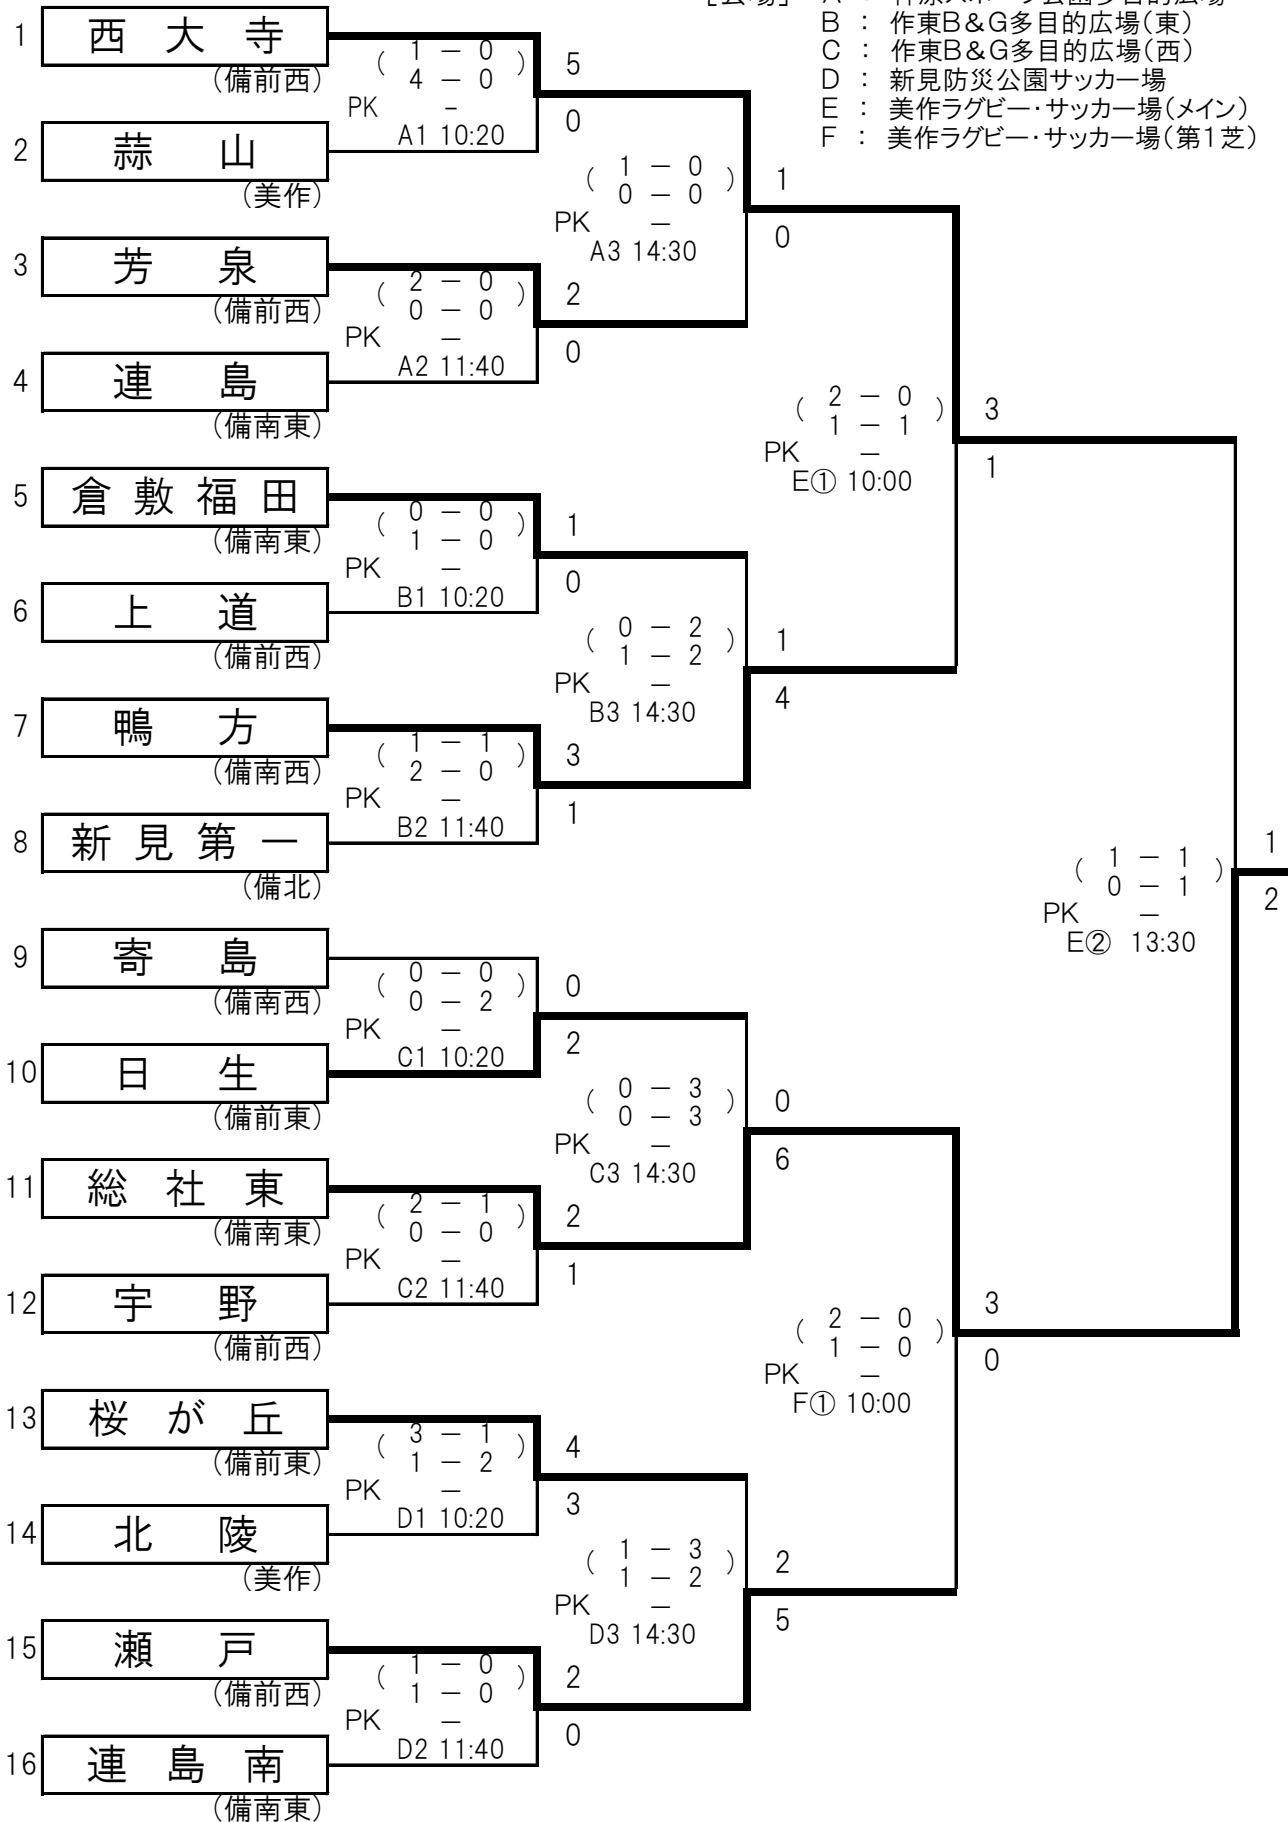 B ： 作東B&G多目的広場(東)
C ： 作東B&G多目的広場(西)
D ： 新見防災公園サッカー場
E ： 美作ラグビー・サッカー場(メイン)
F ： 美作ラグビー・サッカー場(第1芝)
1 西大寺
(備前西)
( 1 － 0
4 － 0 )
PK －
A1 10:20
5
0
2 蒜山
(美作)
( 1 － 0
0 － 0 )
PK －
A3 14:30
1
0
3 芳泉
(備前西)
( 2 － 0
0 － 0 )
PK －
A2 11:40
2
0
4 連島
(備南東)
( 2 － 0
1 － 1 )
PK －
E① 10:00
3
1
5 倉敷福田
(備南東)
( 0 － 0
1 － 0 )
PK －
B1 10:20
1
0
6 上道
(備前西)
( 0 － 2
1 － 2 )
PK －
B3 14:30
1
4
7 鴨方
(備南西)
( 1 － 1
2 － 0 )
PK －
B2 11:40
3
1
8 新見第一
(備北)
( 1 － 1
0 － 1 )
PK －
E② 13:30
1
2
9 寄島
(備南西)
( 0 － 0
0 － 2 )
PK －
C1 10:20
0
2
10 日生
(備前東)
( 0 － 3
0 － 3 )
PK －
C3 14:30
0
6
11 総社東
(備南東)
( 2 － 1
0 － 0 )
PK －
C2 11:40
2
1
12 宇野
(備前西)
( 2 － 0
1 － 0 )
PK －
F① 10:00
3
0
13 桜が丘
(備前東)
( 3 － 1
1 － 2 )
PK －
D1 10:20
4
3
14 北陵
(美作)
( 1 － 3
1 － 2 )
PK －
D3 14:30
2
5
15 瀬戸
(備前西)
( 1 － 0
1 － 0 )
PK －
D2 11:40
2
0
16 連島南
(備南東)